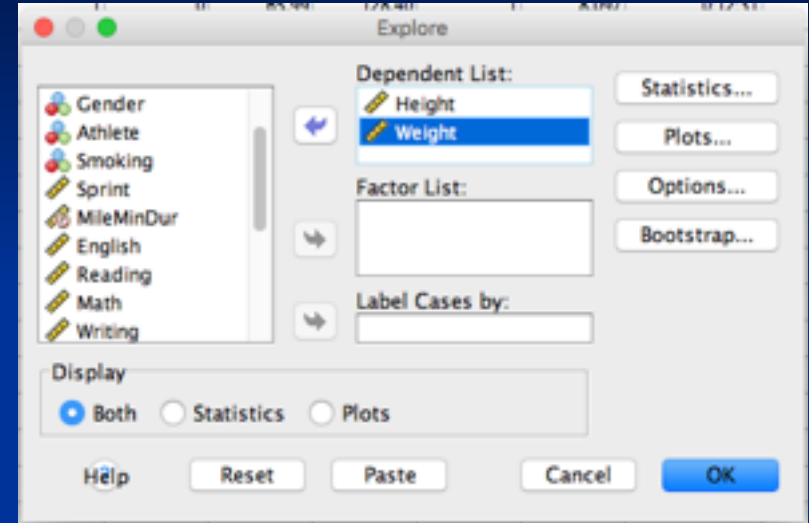 Explore
Gender
Athlete
Smoking
Sprint
MileMinDur
English
Reading
Math
Writing
Dependent List:
Height
Weight
Factor List:
Label Cases by:
Statistics...
Plots...
Options...
Bootstrap...
Display
Both Statistics Plots
Help Reset Paste Cancel OK